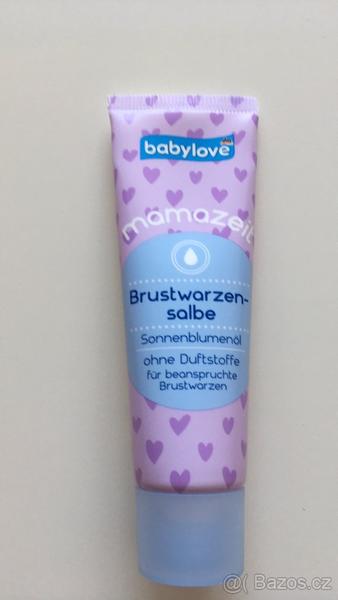 babylove
mamazeit
Brustwarzen-
salbe
Sonnenblumenöl
ohne Duftstoffe
für beanspruchte
Brustwarzen
@ Bazos.cz